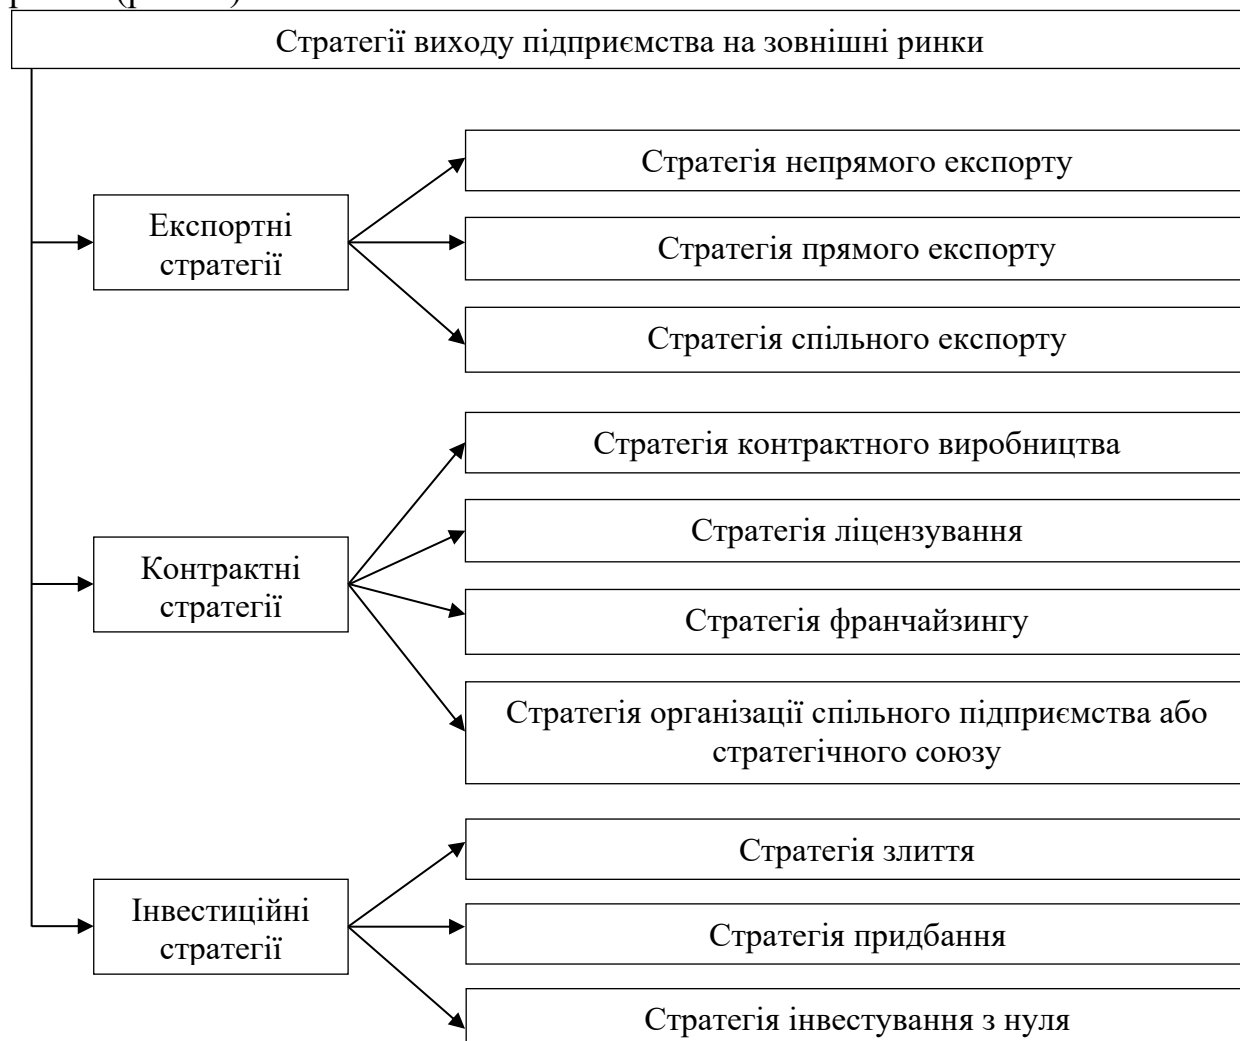 Стратегії виходу підприємства на зовнішні ринки
Стратегія непрямого експорту
Експортні
стратегії
Стратегія прямого експорту
Стратегія спільного експорту
Стратегія контрактного виробництва
Стратегія ліцензування
Контрактні
стратегії
Стратегія франчайзингу
Стратегія організації спільного підприємства або
стратегічного союзу
Стратегія злиття
Інвестиційні
стратегії
Стратегія придбання
Стратегія інвестування з нуля